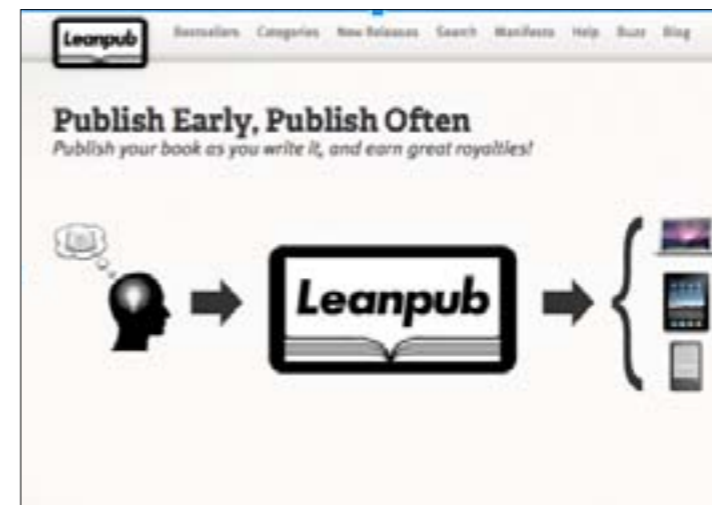 Leanpub
Bestsellers Categories New Releases Search Manifesto Help Buzz Blog
Publish Early, Publish Often
Publish your book as you write it, and earn great royalties!
Leanpub